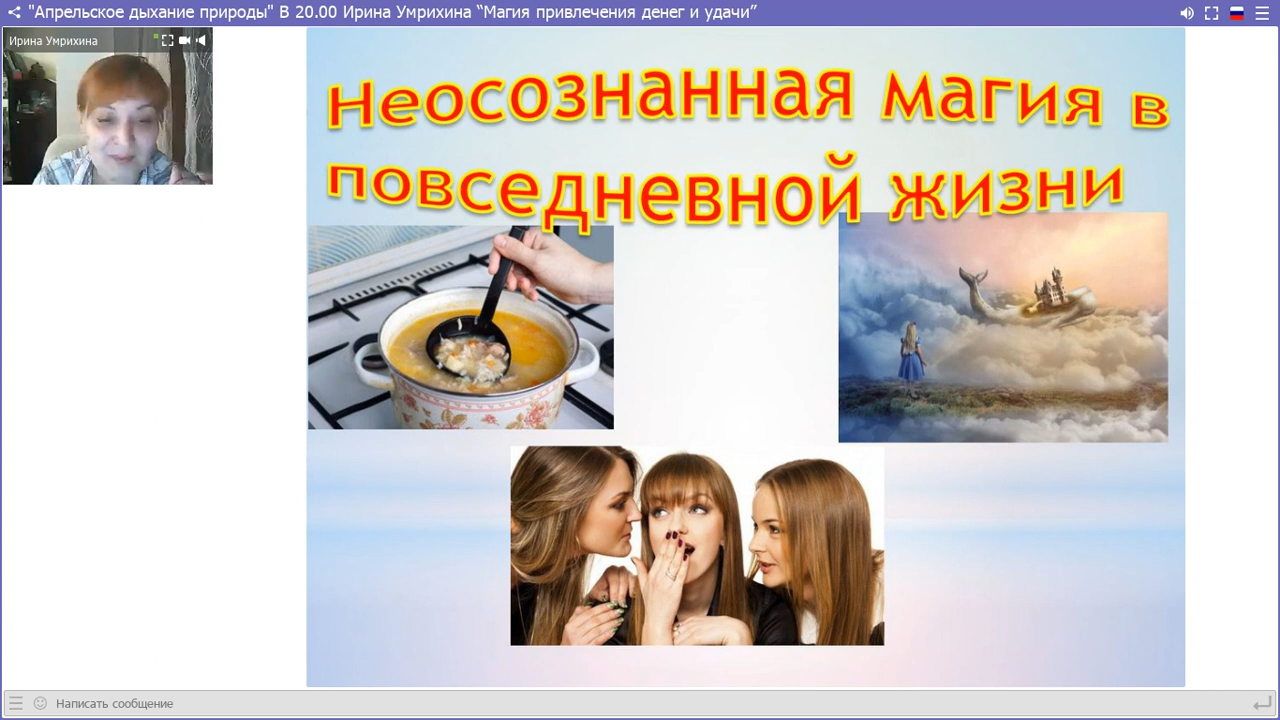 "Апрельское дыхание природы" В 20.00 Ирина Умрихина “Магия привлечения денег и удачи”
Ирина Умрихина
Неосознанная магия в
повседневной жизни
Написать сообщение